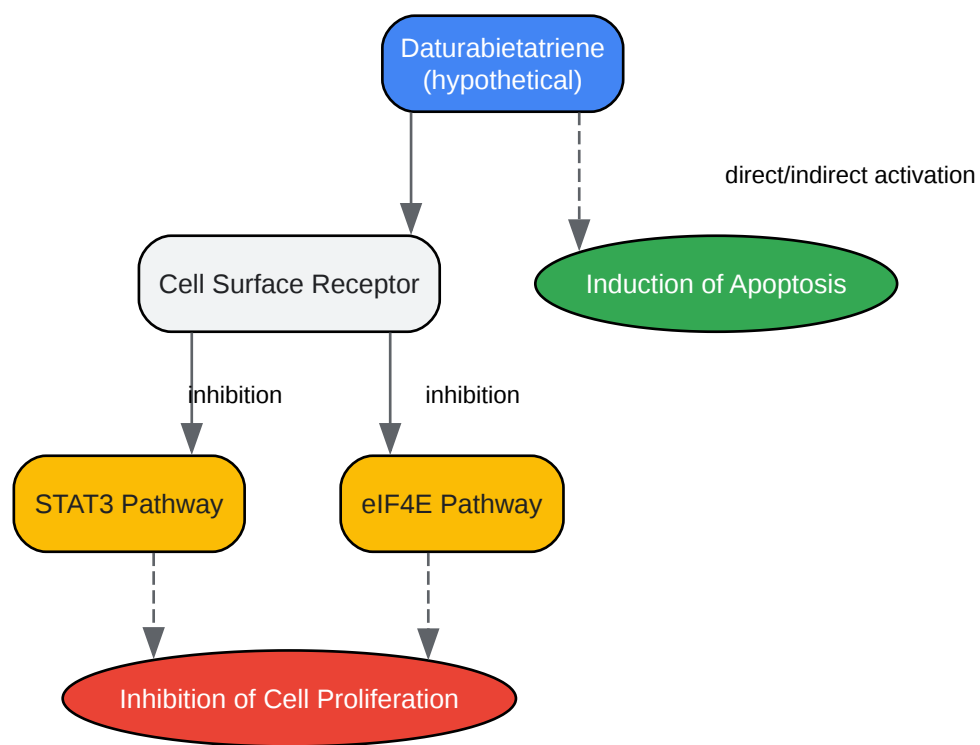 Daturabietatriene
(hypothetical)
direct/indirect activation
Cell Surface Receptor
Induction of Apoptosis
inhibition
inhibition
STAT3 Pathway
eIF4E Pathway
Inhibition of Cell Proliferation